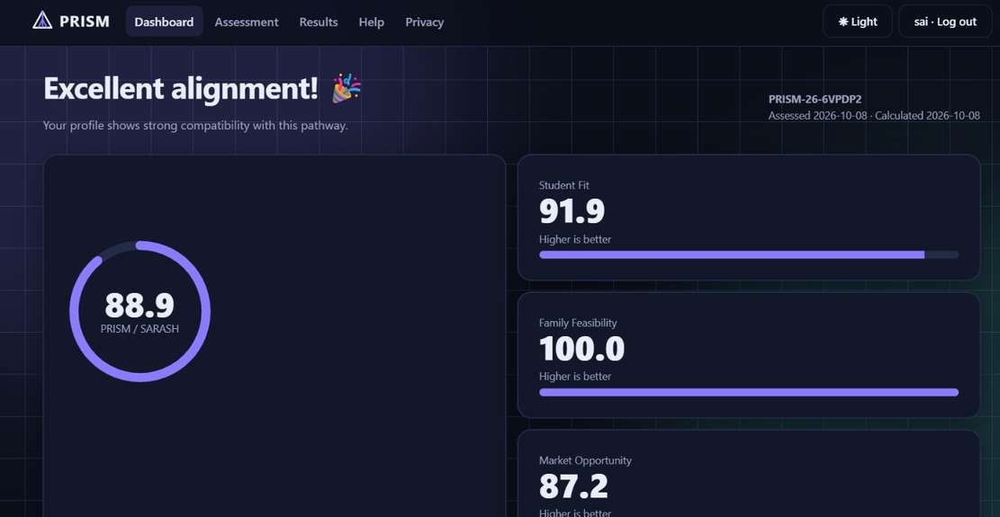 PRISM
Dashboard
Assessment
Results
Help
Privacy
☀ Light
sai · Log out
Excellent alignment! 🎉
Your profile shows strong compatibility with this pathway.
PRISM-26-6VPDP2
Assessed 2026-10-08 · Calculated 2026-10-08
88.9
PRISM / SARASH
Student Fit
91.9
Higher is better
Family Feasibility
100.0
Higher is better
Market Opportunity
87.2
Higher is better